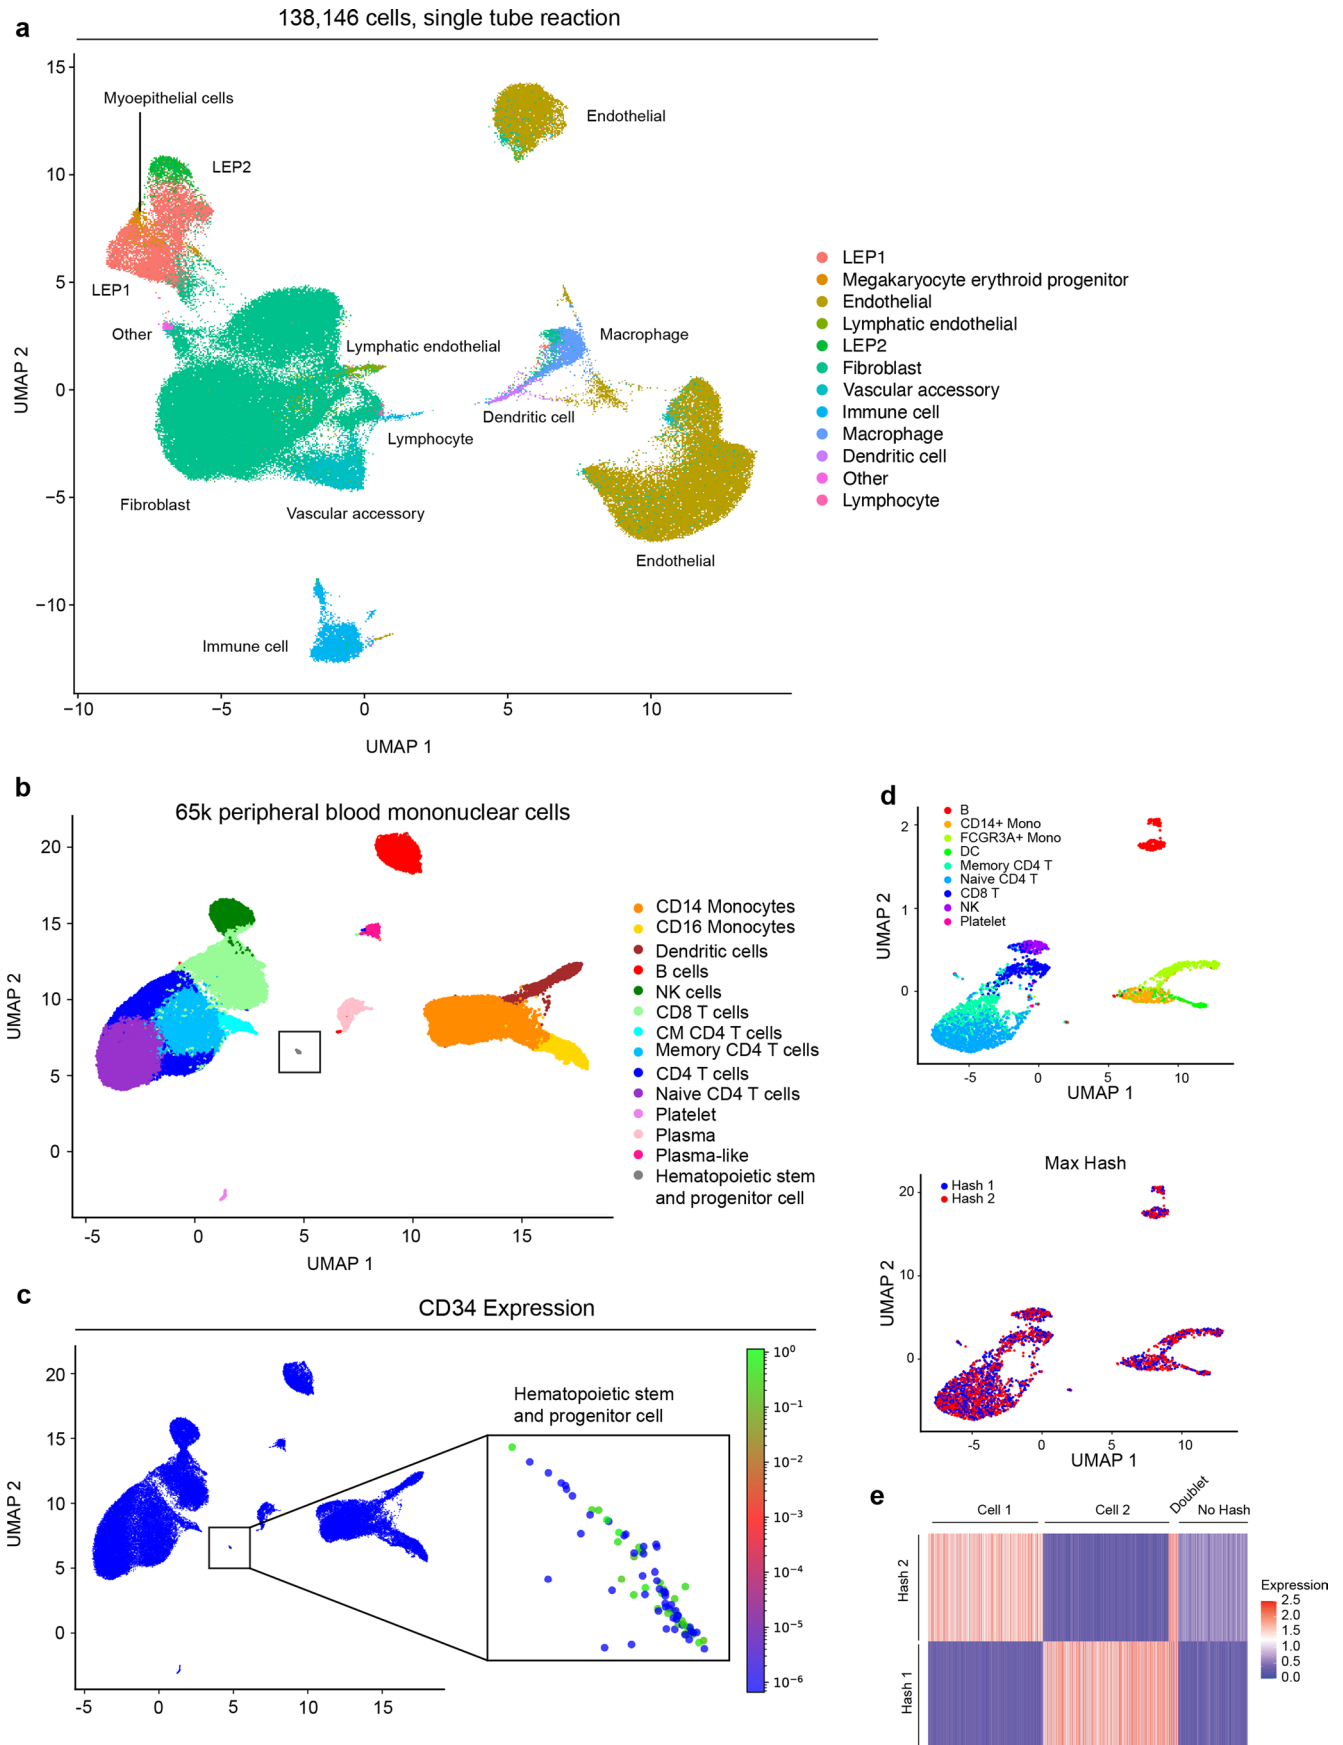 a
138,146 cells, single tube reaction
15
10
5
0
−5
−10
UMAP 2
Myoepithelial cells
LEP2
LEP1
Other
Endothelial
Lymphatic endothelial
Macrophage
Dendritic cell
Lymphocyte
Fibroblast
Vascular accessory
Endothelial
Immune cell
−10
−5
0
5
10
UMAP 1
LEP1
Megakaryocyte erythroid progenitor
Endothelial
Lymphatic endothelial
LEP2
Fibroblast
Vascular accessory
Immune cell
Macrophage
Dendritic cell
Other
Lymphocyte
b
65k peripheral blood mononuclear cells
20
15
10
5
0
UMAP 2
-5
0
5
10
15
UMAP 1
CD14 Monocytes
CD16 Monocytes
Dendritic cells
B cells
NK cells
CD8 T cells
CM CD4 T cells
Memory CD4 T cells
CD4 T cells
Naive CD4 T cells
Platelet
Plasma
Plasma-like
Hematopoietic stem
and progenitor cell
c
CD34 Expression
20
15
10
5
0
UMAP 2
-5
0
5
10
15
Hematopoietic stem
and progenitor cell
10⁰
10⁻¹
10⁻²
10⁻³
10⁻⁴
10⁻⁵
10⁻⁶
d
B
CD14+ Mono
FCGR3A+ Mono
DC
Memory CD4 T
Naive CD4 T
CD8 T
NK
Platelet
2
1
0
UMAP 2
-5
0
5
10
UMAP 1
Max Hash
Hash 1
Hash 2
20
10
0
UMAP 2
-5
0
5
10
UMAP 1
e
Cell 1
Cell 2
Doublet
No Hash
Hash 2
Hash 1
Expression
2.5
2.0
1.5
1.0
0.5
0.0